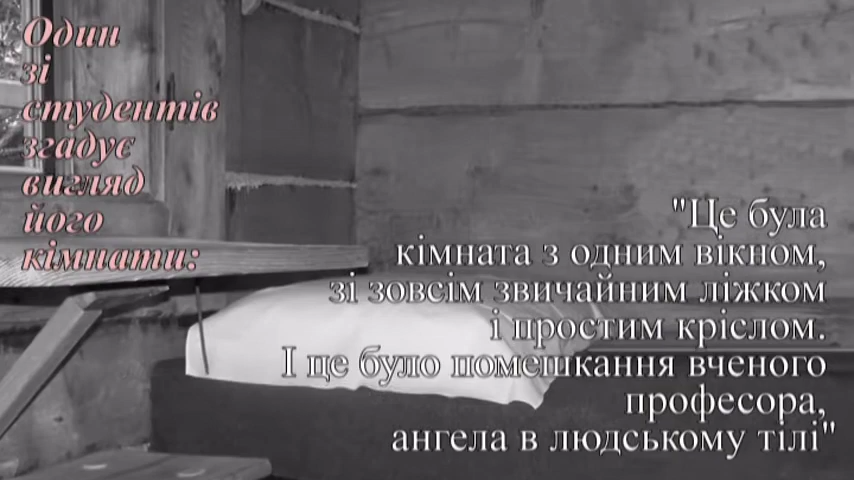 Один
зі
студентів
згадує
вигляд
його
кімнати:
"Це була
кімната з одним вікном,
зі зовсім звичайним ліжком
і простим кріслом.
І це було помешкання вченого
професора,
ангела в людському тілі"